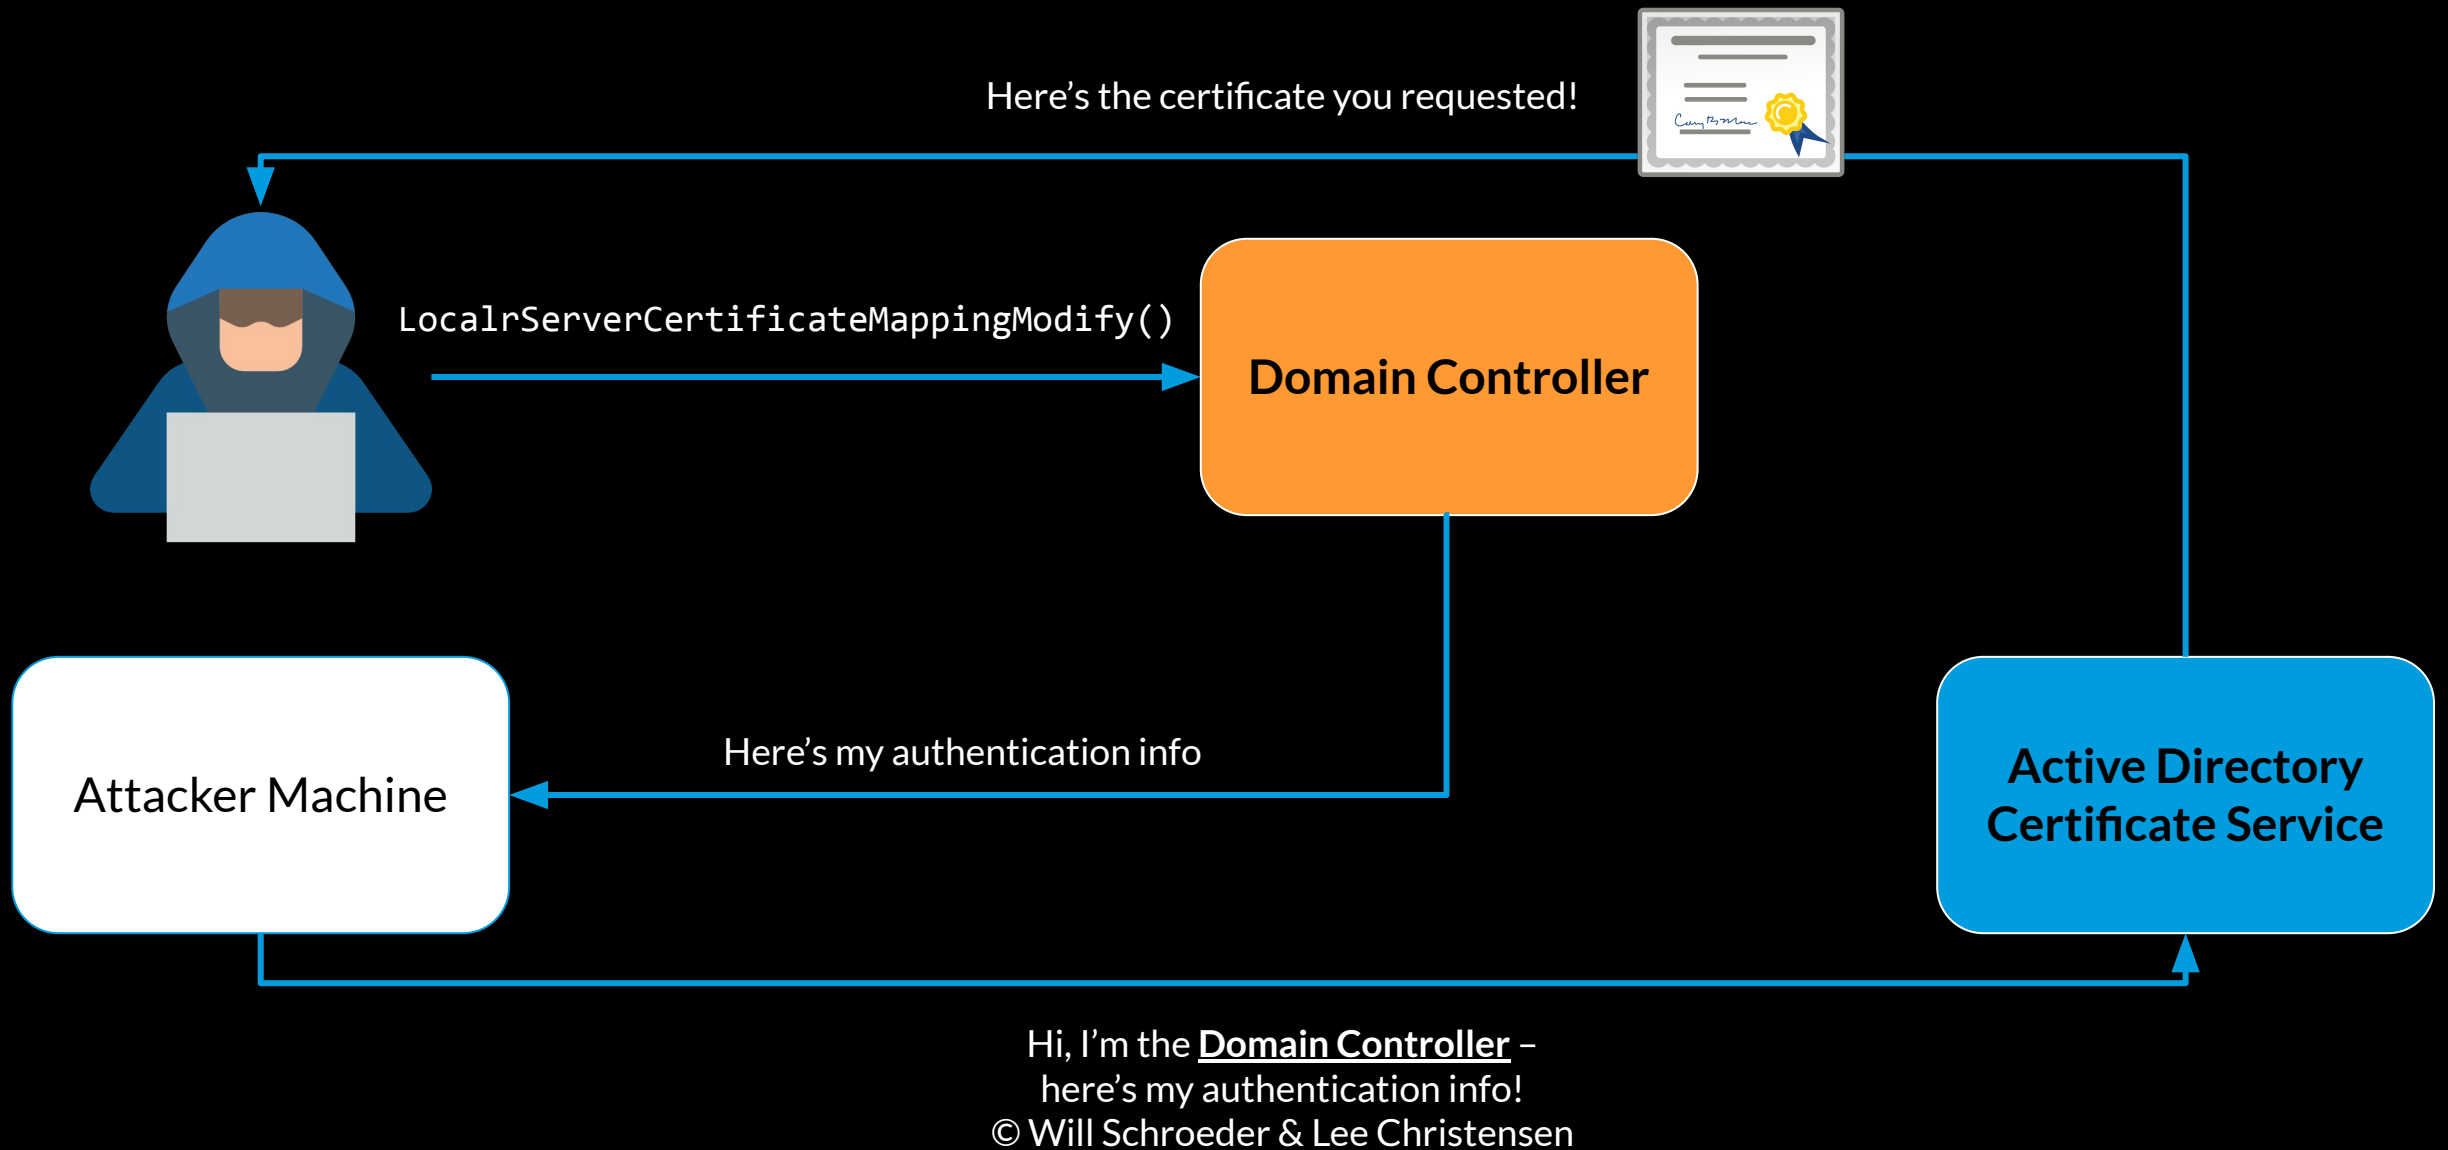 Here’s the certificate you requested!
LocalrServerCertificateMappingModify()
Domain Controller
Here’s my authentication info
Attacker Machine
Active Directory
Certificate Service
Hi, I’m the Domain Controller –
here’s my authentication info!
© Will Schroeder & Lee Christensen